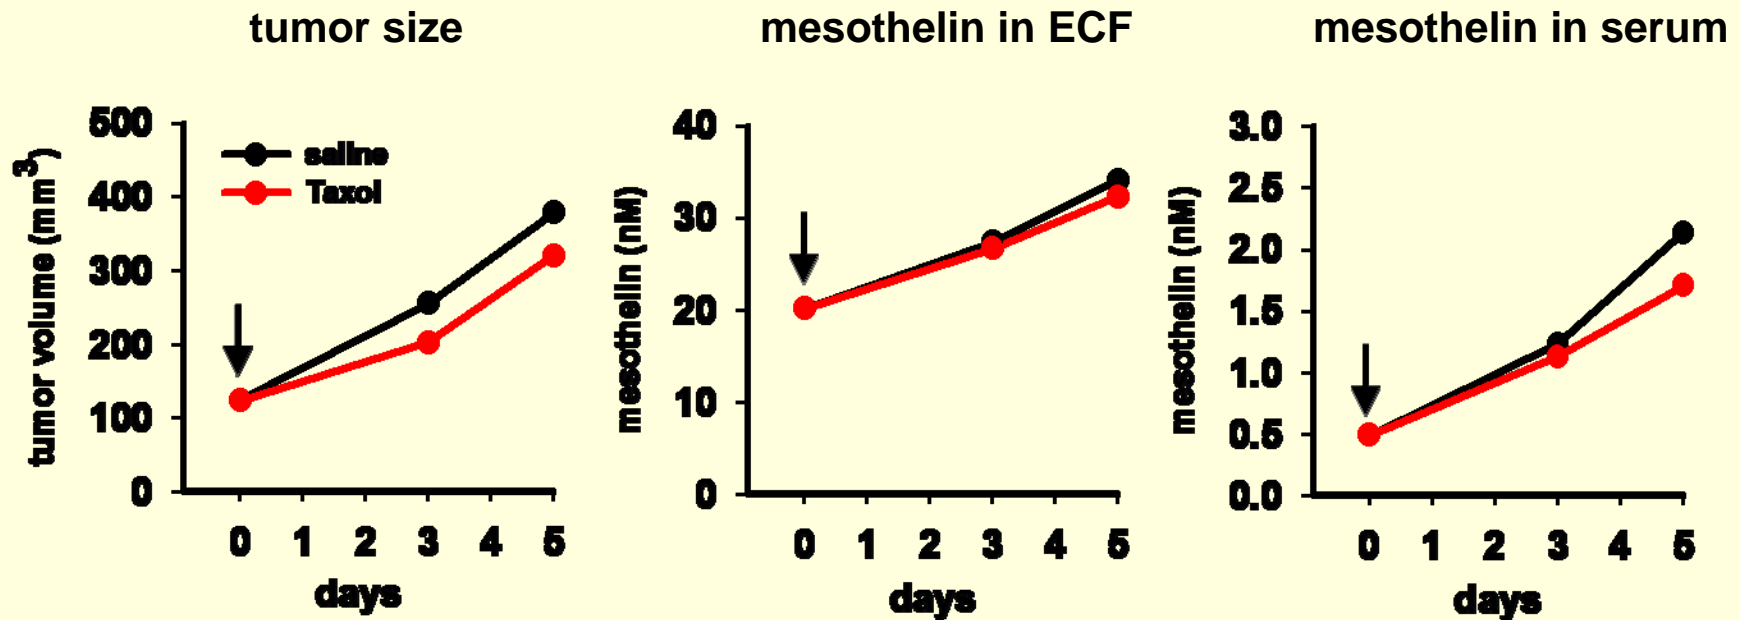 tumor size
mesothelin in ECF
mesothelin in serum
tumor volume (mm3)
500
400
300
200
100
0
saline
Taxol
0 1 2 3 4 5
days
mesothelin (nM)
40
30
20
10
0
0 1 2 3 4 5
days
mesothelin (nM)
3.0
2.5
2.0
1.5
1.0
0.5
0.0
0 1 2 3 4 5
days